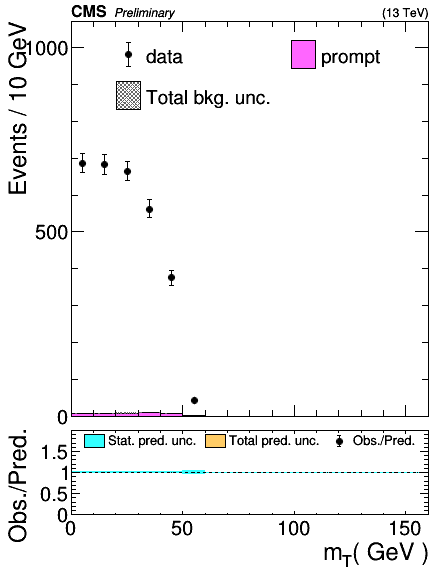 CMS Preliminary (13 TeV)
Events / 10 GeV
1000
500
0
data
prompt
Total bkg. unc.
Obs./Pred.
1.5
1
0.5
0
Stat. pred. unc. Total pred. unc. Obs./Pred.
0 50 100 150
m_T( GeV )